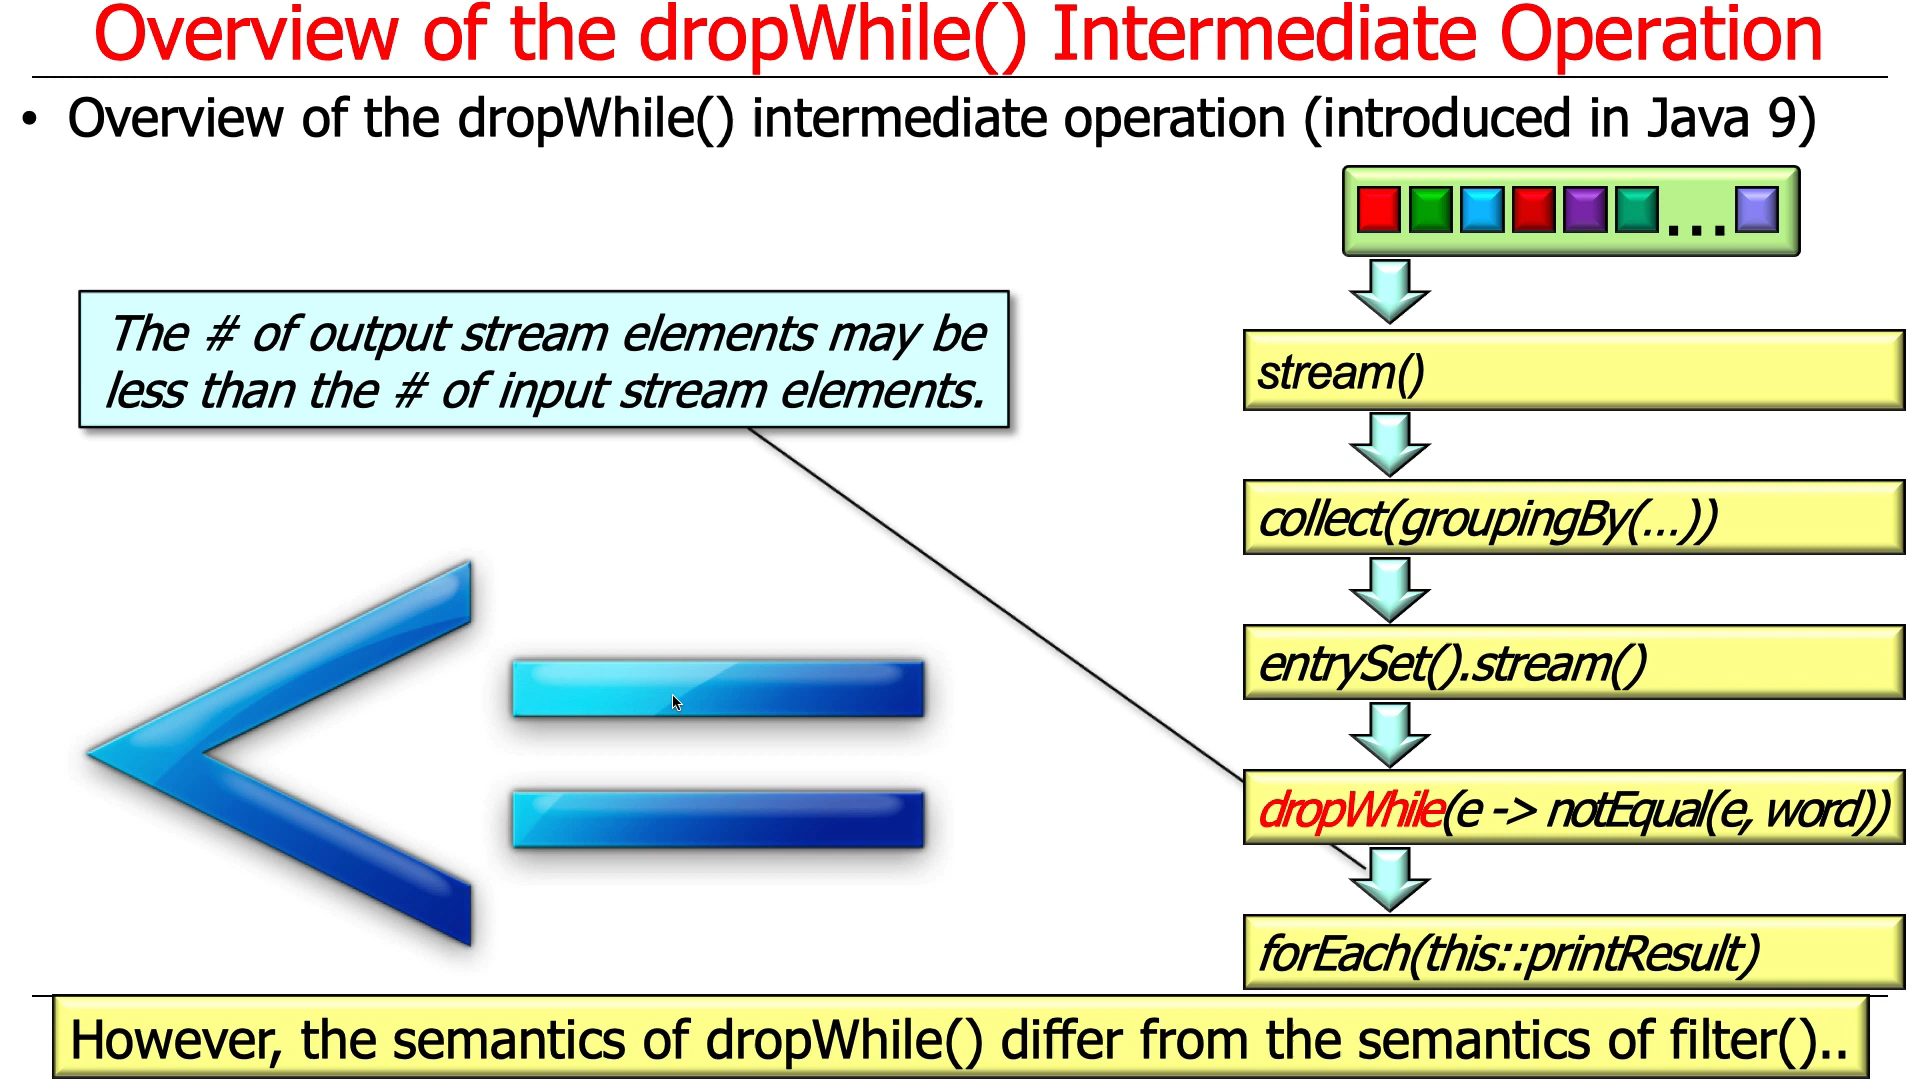 Overview of the dropWhile() Intermediate Operation
• Overview of the dropWhile() intermediate operation (introduced in Java 9)
...
The # of output stream elements may be
less than the # of input stream elements.
stream()
collect(groupingBy(...))
entrySet().stream()
dropWhile(e -> notEqual(e, word))
forEach(this::printResult)
<=
However, the semantics of dropWhile() differ from the semantics of filter()..